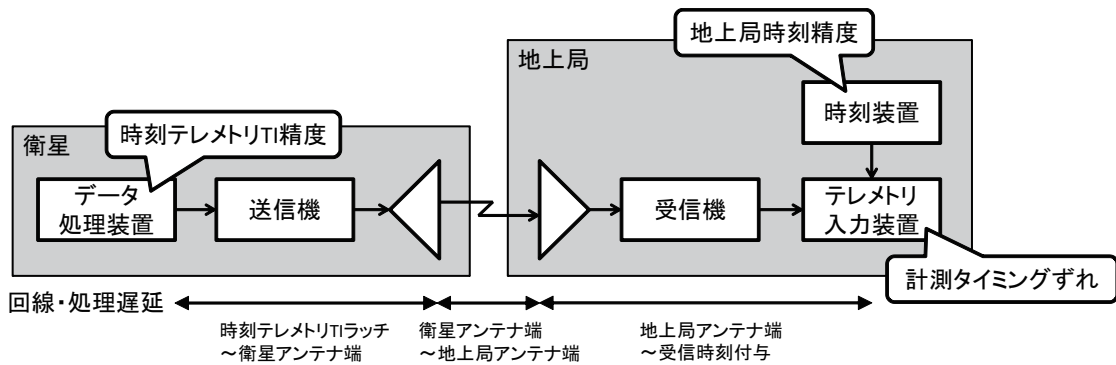 地上局時刻精度
地上局
時刻装置
時刻テレメトリTI精度
衛星
データ
処理装置
送信機
受信機
テレメトリ
入力装置
計測タイミングずれ
回線・処理遅延
時刻テレメトリTIラッチ
～衛星アンテナ端
衛星アンテナ端
～地上局アンテナ端
地上局アンテナ端
～受信時刻付与